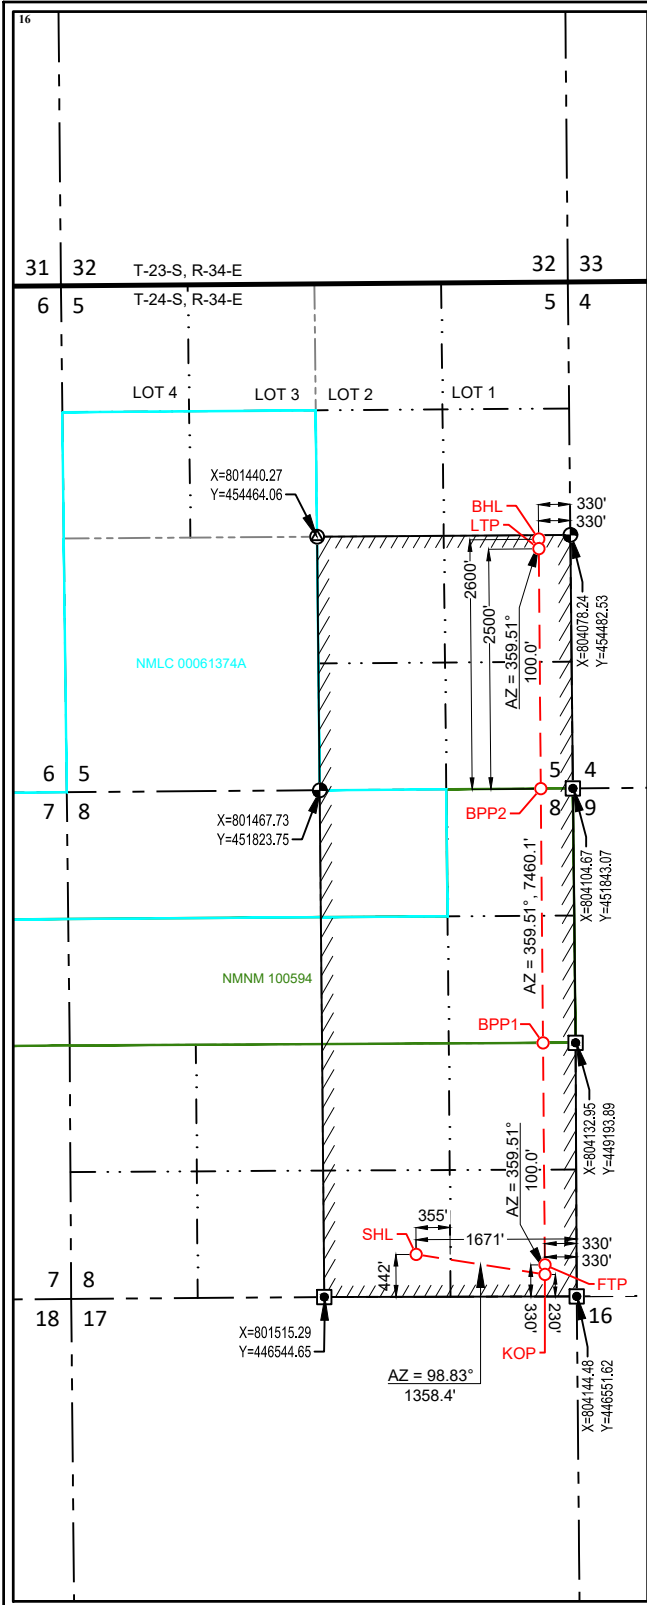 16
31 32
T-23-S, R-34-E
32 33
6 5
T-24-S, R-34-E
5 4
LOT 4
LOT 3
LOT 2
LOT 1
X=801440.27
Y=454464.06
BHL
LTP
330'
330'
2600'
2500'
AZ = 359.51°
100.0'
X=804078.24
Y=454482.53
NMLC 00061374A
6 5
7 8
5 4
8 9
BPP2
X=801467.73
Y=451823.75
X=804104.67
Y=451843.07
AZ = 359.51°, 7460.1'
NMNM 100594
BPP1
X=804132.95
Y=449193.89
AZ = 359.51°
100.0'
355'
SHL
1671'
330'
330'
442'
FTP
330'
230'
KOP
7 8
18 17
16
X=801515.29
Y=446544.65
AZ = 98.83°
1358.4'
X=804144.48
Y=446551.62